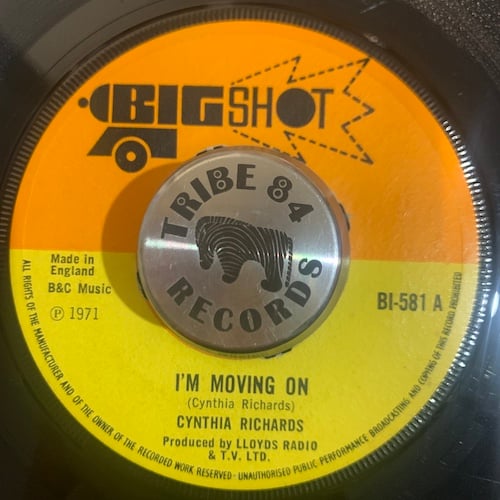 BIG SHOT
TRIBE 84
RECORDS
Made in
England
B&C Music
℗ 1971
BI-581 A
I'M MOVING ON
(Cynthia Richards)
CYNTHIA RICHARDS
Produced by LLOYDS RADIO
& T.V. LTD.
ALL RIGHTS OF THE MANUFACTURER AND OF THE OWNER OF THE RECORDED WORK RESERVED - UNAUTHORISED PUBLIC PERFORMANCE BROADCASTING AND COPYING OF THIS RECORD PROHIBITED